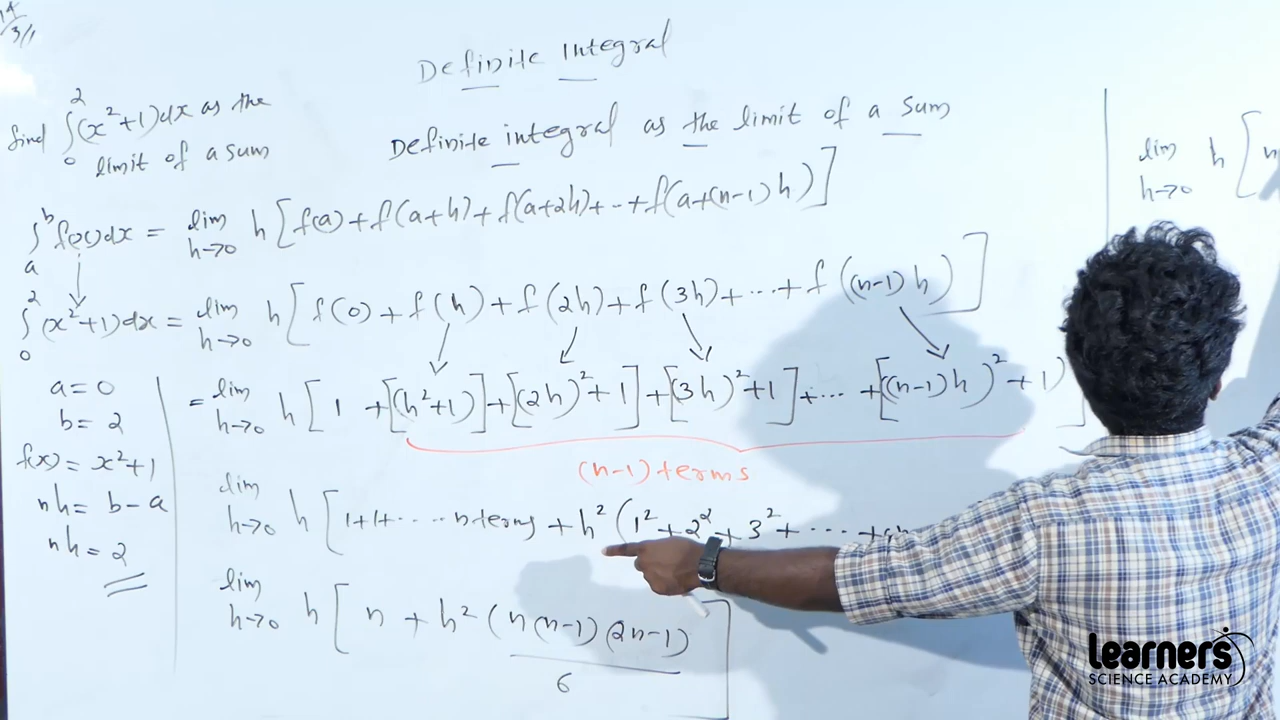 14
3/1
Definite Integral
find ∫₀² (x²+1)dx as the
limit of a sum
Definite integral as the limit of a sum
∫ₐᵇ f(x)dx = lim h→0 h[f(a)+f(a+h)+f(a+2h)+..+f(a+(n-1)h)]
∫₀² (x²+1)dx = lim h→0 h[f(0)+f(h)+f(2h)+f(3h)+...+f((n-1)h)]
= lim h→0 h[1 +[(h²+1)]+[(2h)²+1]+[(3h)²+1]+...+[((n-1)h)²+1)]
(n-1) terms
lim h→0 h[1+1+.....n terms + h²(1²+2²+3²+....+
lim h→0 h[n + h²(n(n-1)(2n-1)/6]
a=0
b=2
f(x)=x²+1
nh=b-a
nh=2
lim h→0 h[n
Learners
SCIENCE ACADEMY